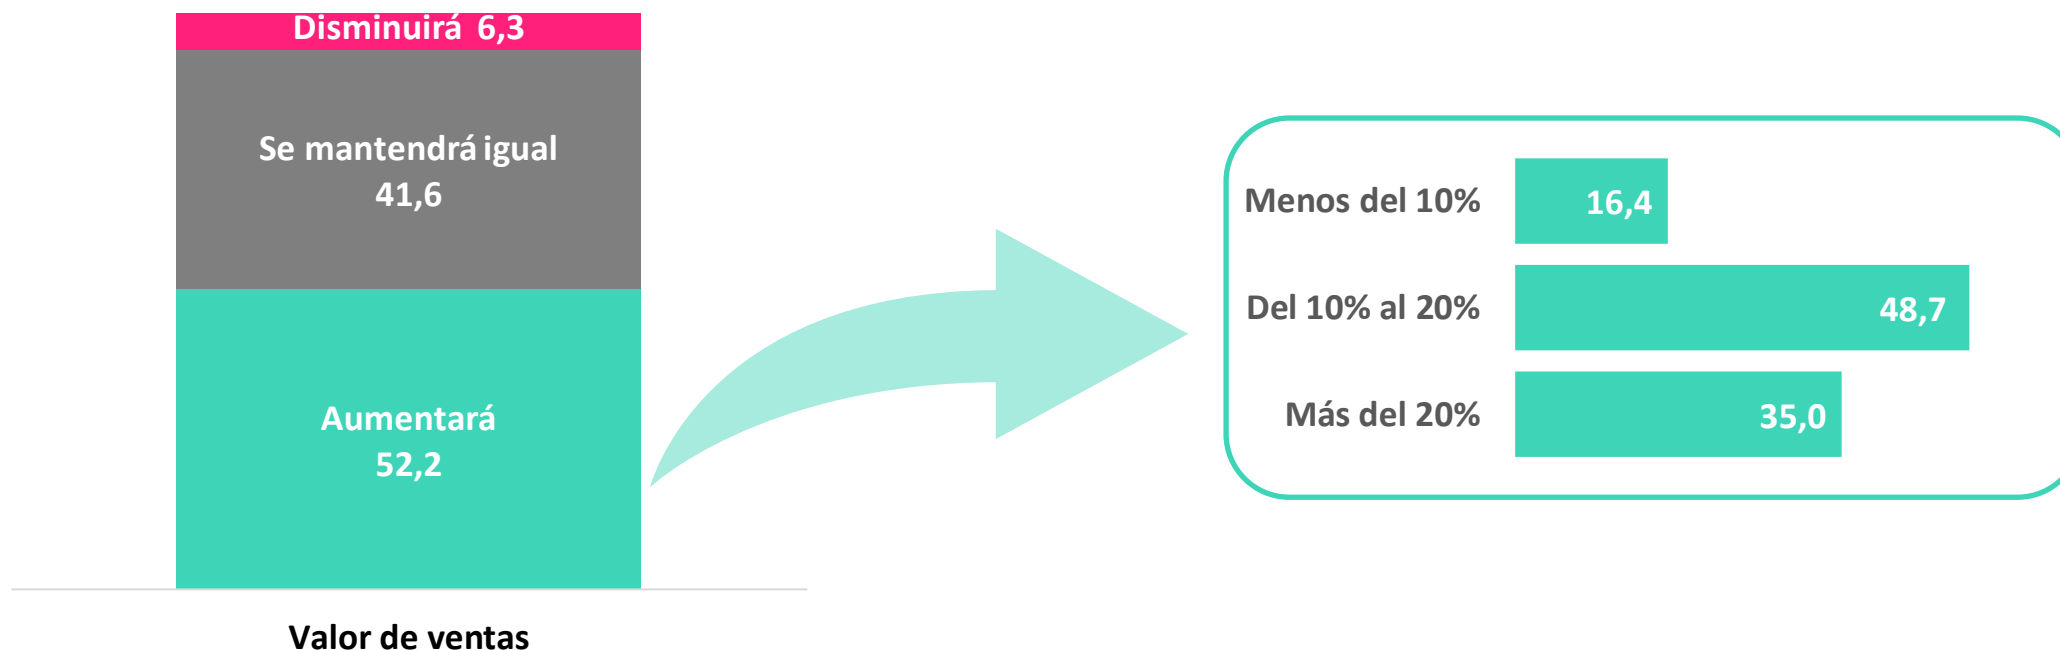 Disminuirá 6,3
Se mantendrá igual
41,6
Aumentará
52,2
Valor de ventas
Menos del 10% 16,4
Del 10% al 20% 48,7
Más del 20% 35,0